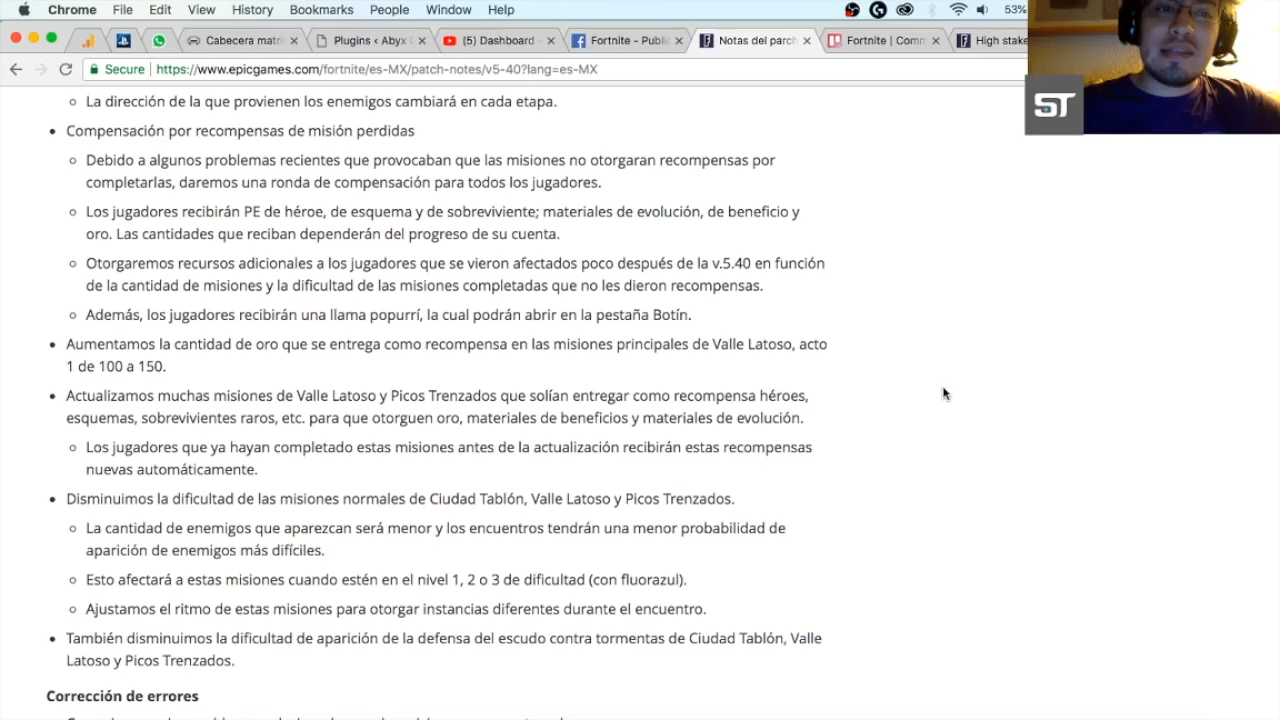 Chrome File Edit View History Bookmarks People Window Help 53%
Cabecera matri Plugins ‹ Abyx (5) Dashboard - Fortnite - Public Notas del parch Fortnite | Comm High stake
Secure https://www.epicgames.com/fortnite/es-MX/patch-notes/v5-40?lang=es-MX
ST
La dirección de la que provienen los enemigos cambiará en cada etapa.
Compensación por recompensas de misión perdidas
Debido a algunos problemas recientes que provocaban que las misiones no otorgaran recompensas por
completarlas, daremos una ronda de compensación para todos los jugadores.
Los jugadores recibirán PE de héroe, de esquema y de sobreviviente; materiales de evolución, de beneficio y
oro. Las cantidades que reciban dependerán del progreso de su cuenta.
Otorgaremos recursos adicionales a los jugadores que se vieron afectados poco después de la v.5.40 en función
de la cantidad de misiones y la dificultad de las misiones completadas que no les dieron recompensas.
Además, los jugadores recibirán una llama popurrí, la cual podrán abrir en la pestaña Botín.
Aumentamos la cantidad de oro que se entrega como recompensa en las misiones principales de Valle Latoso, acto
1 de 100 a 150.
Actualizamos muchas misiones de Valle Latoso y Picos Trenzados que solían entregar como recompensa héroes,
esquemas, sobrevivientes raros, etc. para que otorguen oro, materiales de beneficios y materiales de evolución.
Los jugadores que ya hayan completado estas misiones antes de la actualización recibirán estas recompensas
nuevas automáticamente.
Disminuimos la dificultad de las misiones normales de Ciudad Tablón, Valle Latoso y Picos Trenzados.
La cantidad de enemigos que aparezcan será menor y los encuentros tendrán una menor probabilidad de
aparición de enemigos más difíciles.
Esto afectará a estas misiones cuando estén en el nivel 1, 2 o 3 de dificultad (con fluorazul).
Ajustamos el ritmo de estas misiones para otorgar instancias diferentes durante el encuentro.
También disminuimos la dificultad de aparición de la defensa del escudo contra tormentas de Ciudad Tablón, Valle
Latoso y Picos Trenzados.
Corrección de errores